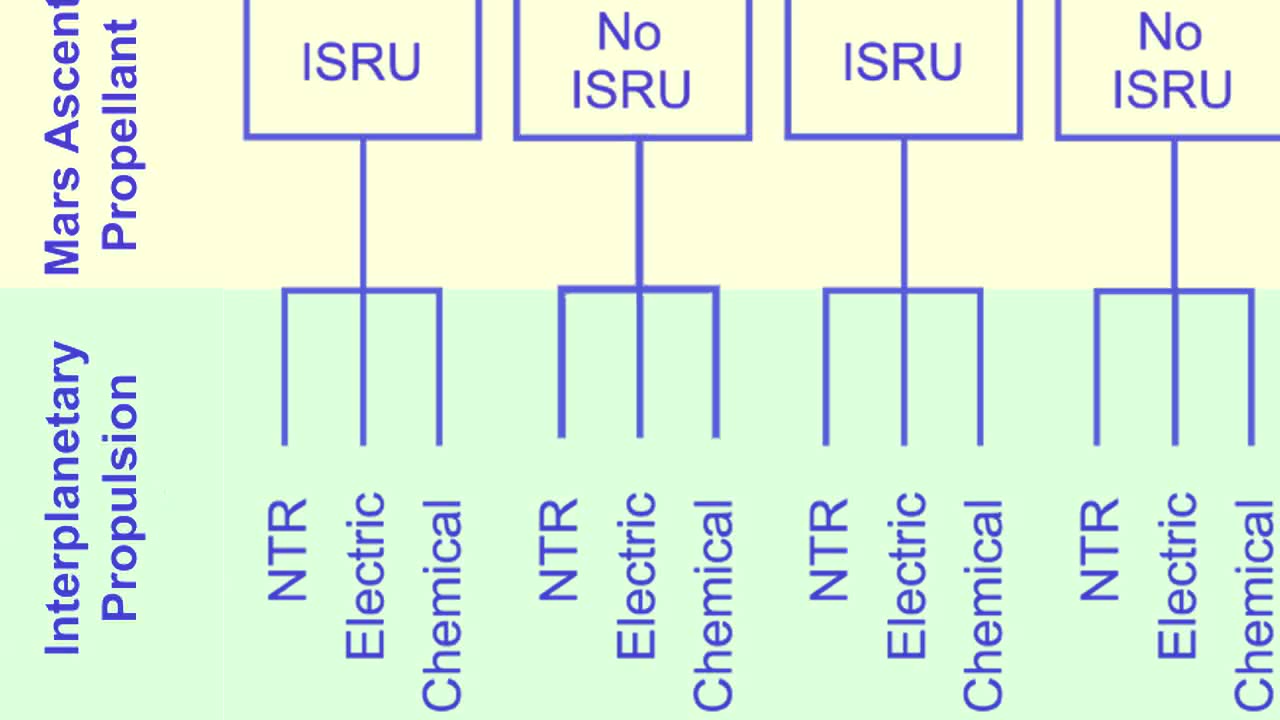 Mars Ascent
Propellant
ISRU
No
ISRU
ISRU
No
ISRU
Interplanetary
Propulsion
NTR
Electric
Chemical
NTR
Electric
Chemical
NTR
Electric
Chemical
NTR
Electric
Chemical